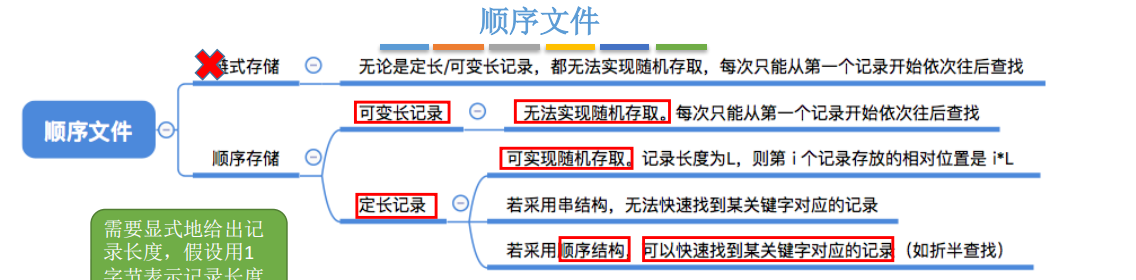 顺序文件
式存储
无论是定长/可变长记录，都无法实现随机存取，每次只能从第一个记录开始依次往后查找
可变长记录
无法实现随机存取。每次只能从第一个记录开始依次往后查找
顺序文件
顺序存储
可实现随机存取。记录长度为L，则第 i 个记录存放的相对位置是 i*L
定长记录
若采用串结构，无法快速找到某关键字对应的记录
若采用顺序结构，可以快速找到某关键字对应的记录（如折半查找）
需要显式地给出记
录长度，假设用1
字节表示记录长度